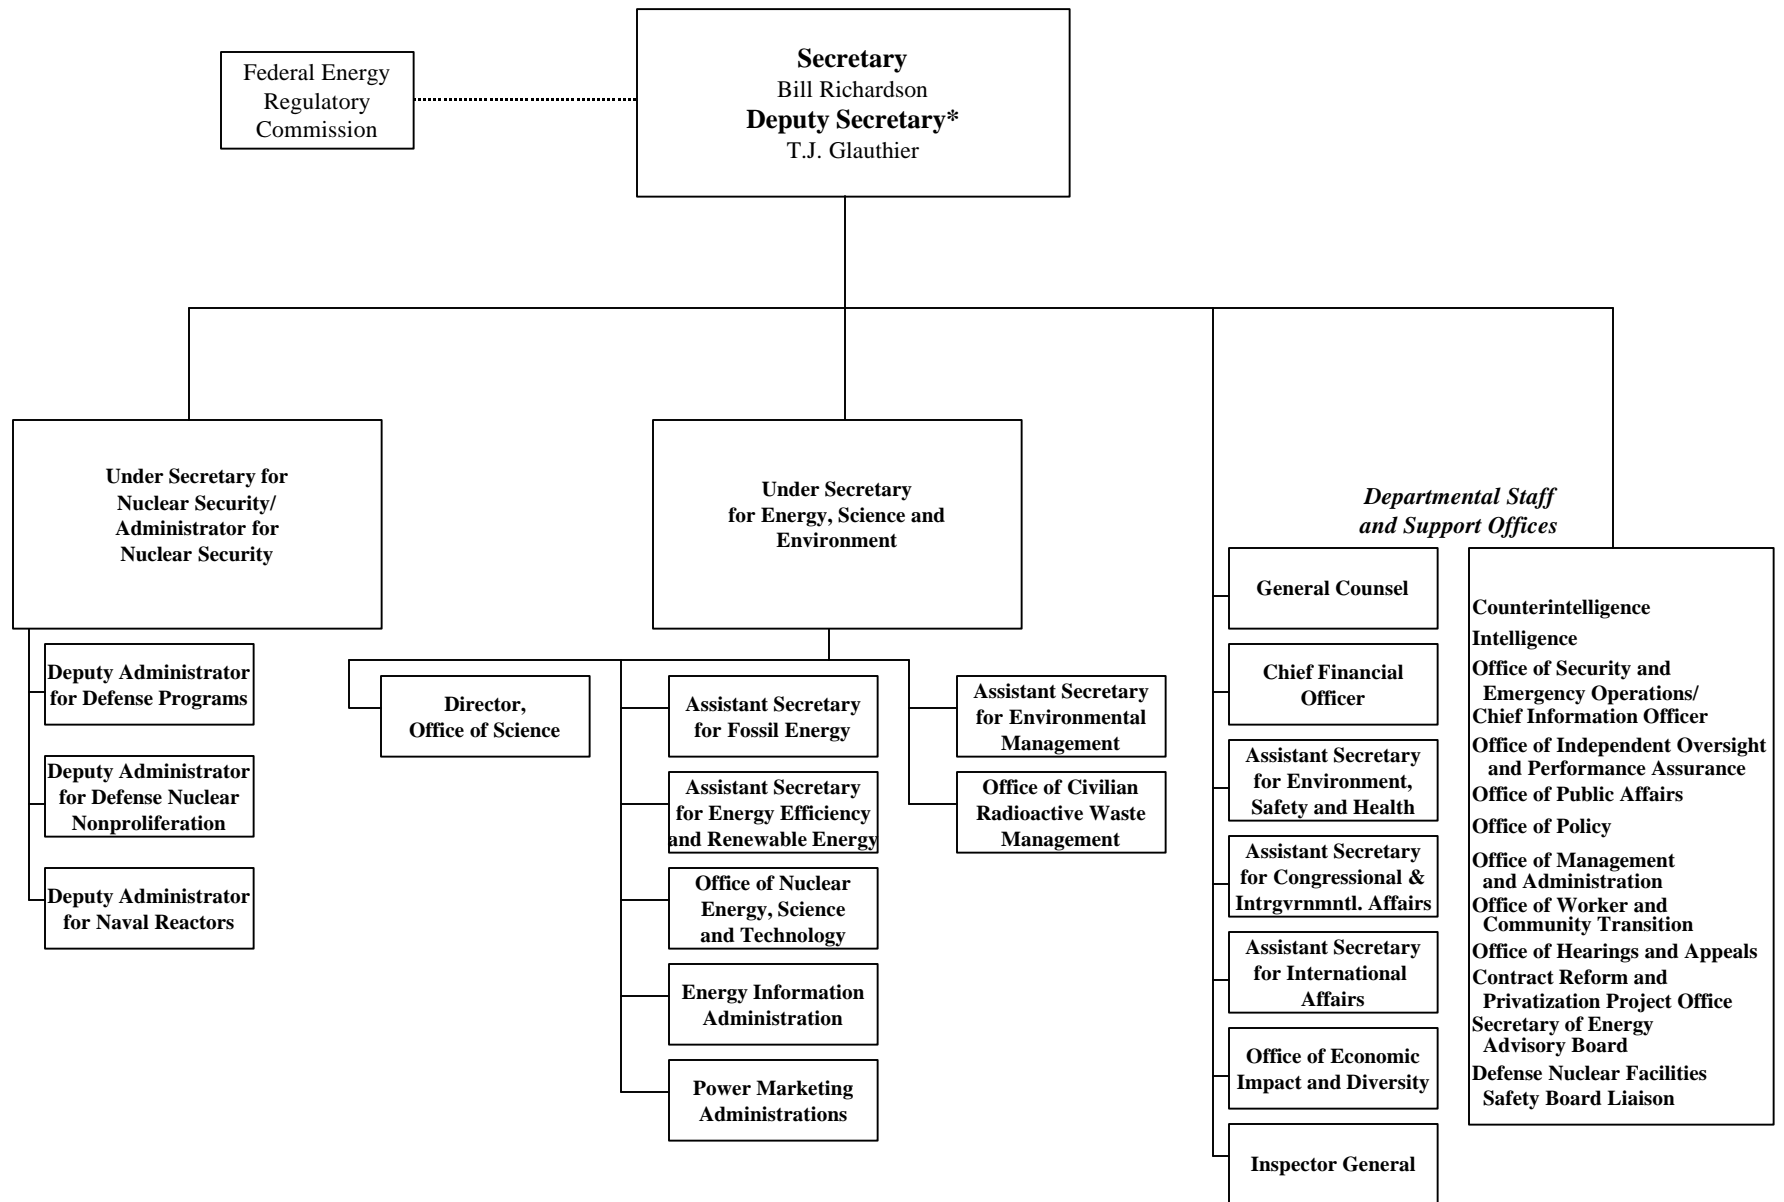 Federal Energy
Regulatory
Commission
Secretary
Bill Richardson
Deputy Secretary*
T.J. Glauthier
Under Secretary for
Nuclear Security/
Administrator for
Nuclear Security
Deputy Administrator
for Defense Programs
Deputy Administrator
for Defense Nuclear
Nonproliferation
Deputy Administrator
for Naval Reactors
Under Secretary
for Energy, Science and
Environment
Director,
Office of Science
Assistant Secretary
for Fossil Energy
Assistant Secretary
for Energy Efficiency
and Renewable Energy
Office of Nuclear
Energy, Science
and Technology
Energy Information
Administration
Power Marketing
Administrations
Assistant Secretary
for Environmental
Management
Office of Civilian
Radioactive Waste
Management
Departmental Staff
and Support Offices
General Counsel
Chief Financial
Officer
Assistant Secretary
for Environment,
Safety and Health
Assistant Secretary
for Congressional &
Intrgvrnmntl. Affairs
Assistant Secretary
for International
Affairs
Office of Economic
Impact and Diversity
Inspector General
Counterintelligence
Intelligence
Office of Security and
Emergency Operations/
Chief Information Officer
Office of Independent Oversight
and Performance Assurance
Office of Public Affairs
Office of Policy
Office of Management
and Administration
Office of Worker and
Community Transition
Office of Hearings and Appeals
Contract Reform and
Privatization Project Office
Secretary of Energy
Advisory Board
Defense Nuclear Facilities
Safety Board Liaison